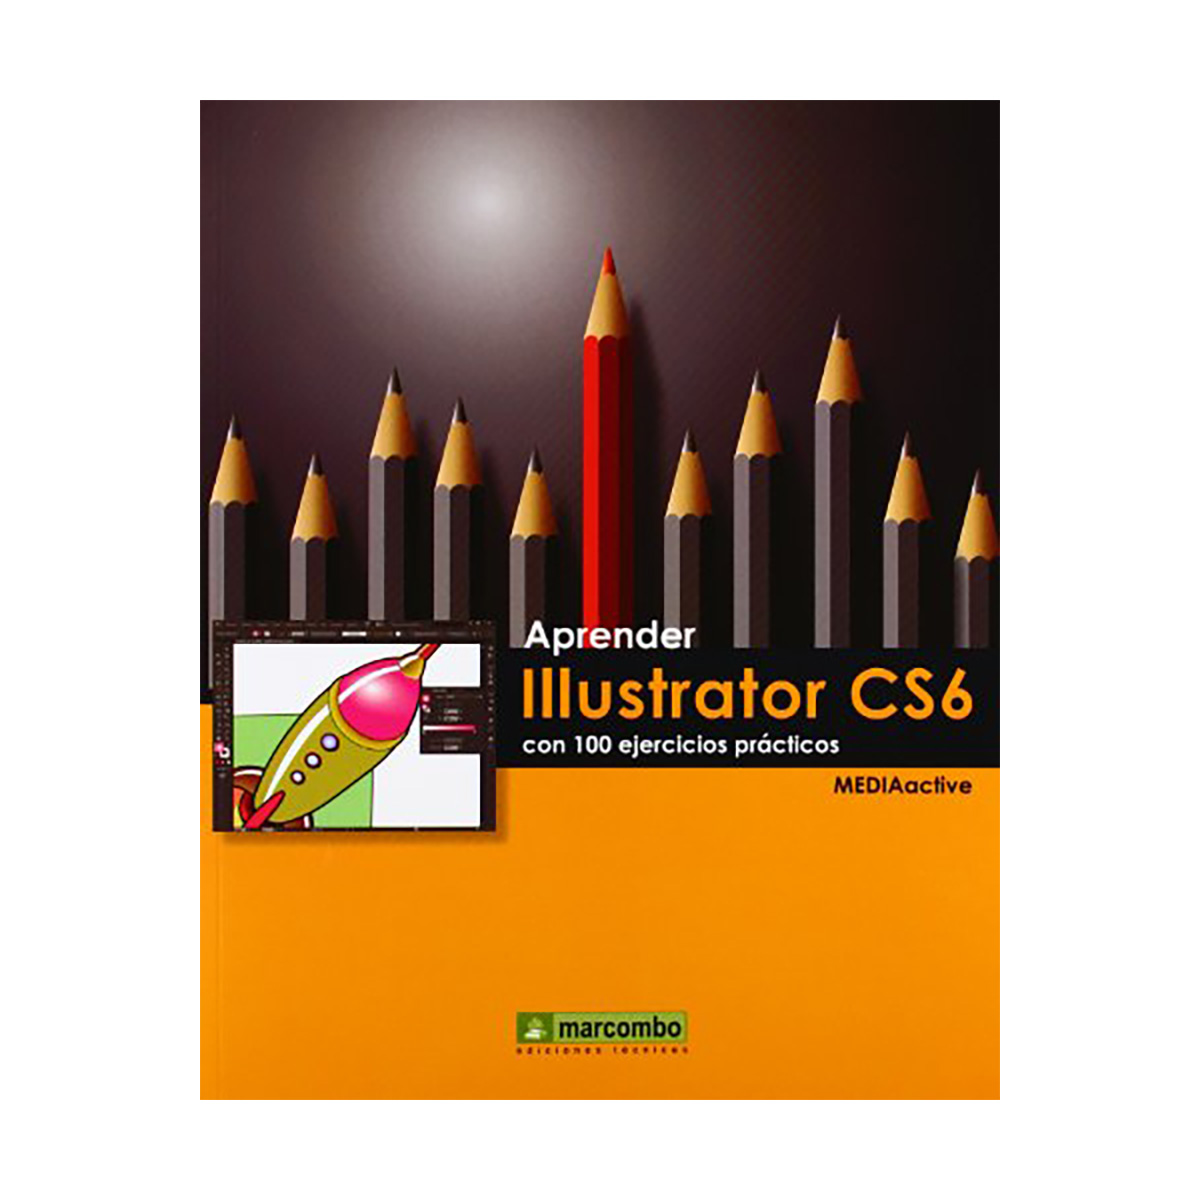 Aprender
Illustrator CS6
con 100 ejercicios prácticos
MEDIAactive
marcombo
ediciones técnicas